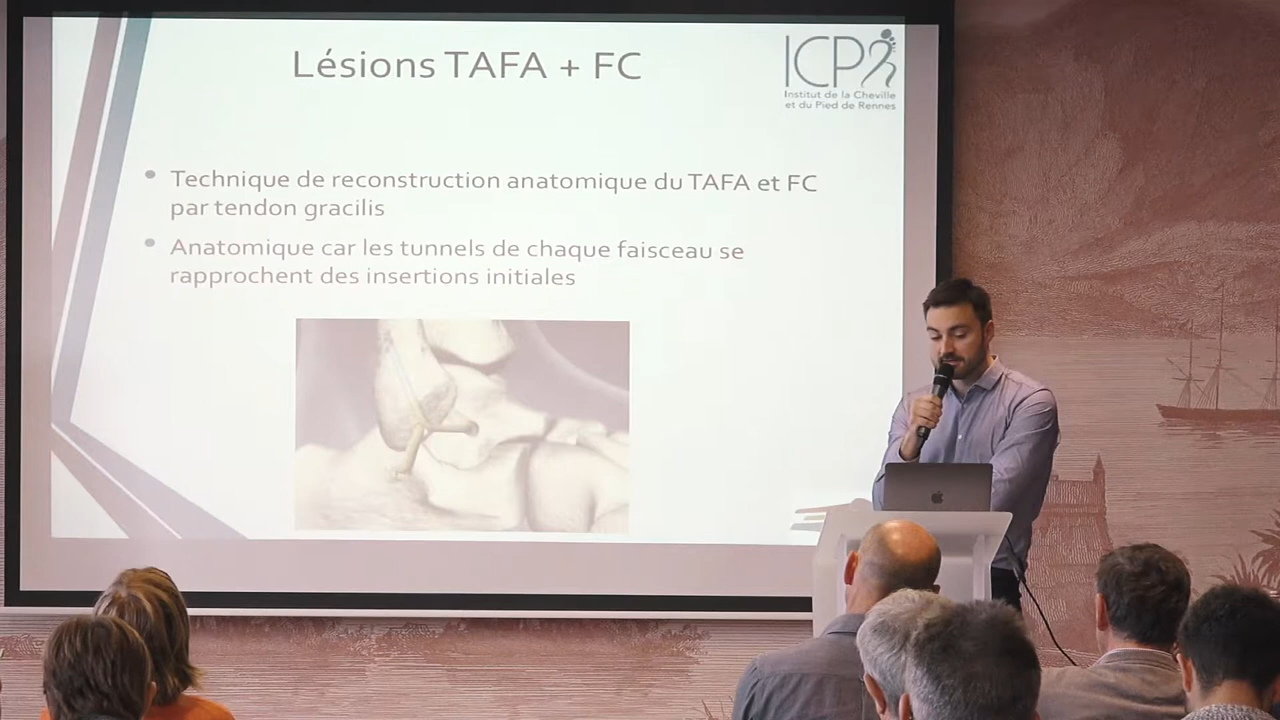 Lésions TAFA + FC
ICP
Institut de la Cheville
et du Pied de Rennes
• Technique de reconstruction anatomique du TAFA et FC
par tendon gracilis
• Anatomique car les tunnels de chaque faisceau se
rapprochent des insertions initiales